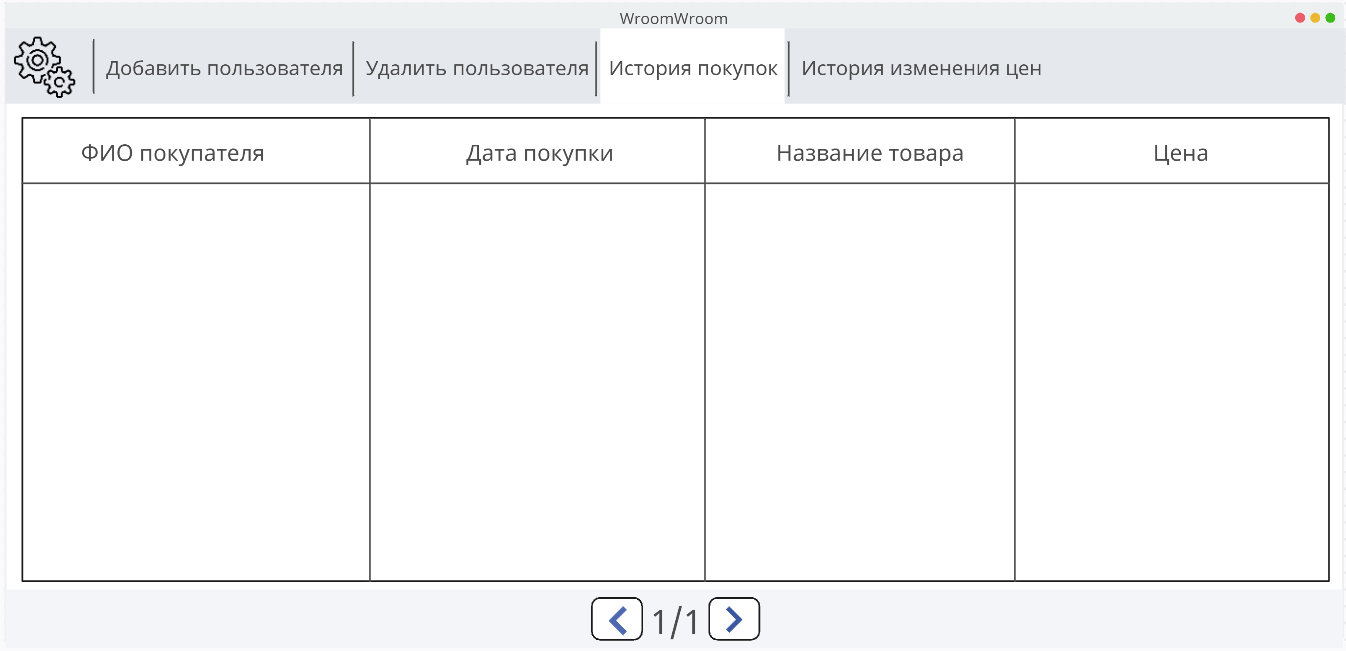 WroomWroom
Добавить пользователя Удалить пользователя История покупок История изменения цен
ФИО покупателя Дата покупки Название товара Цена
1/1